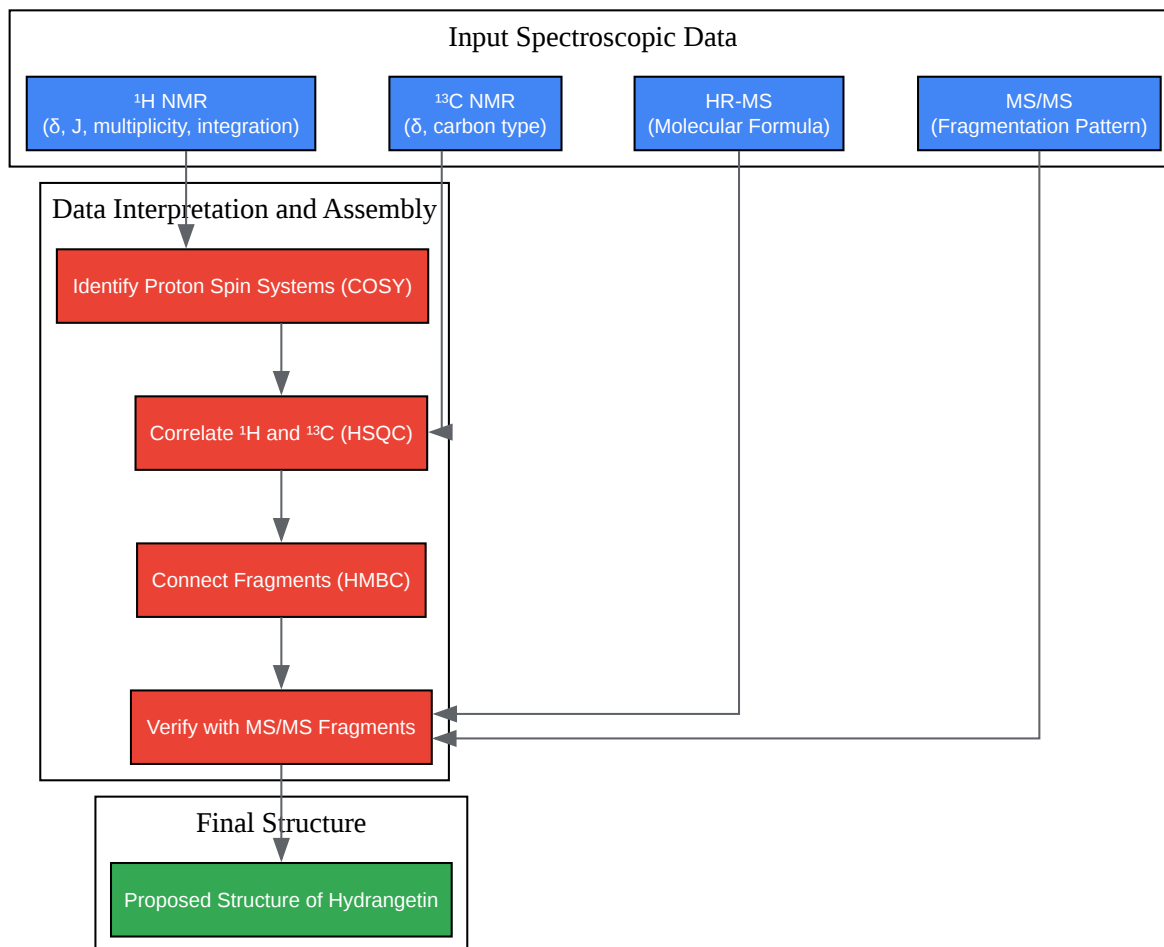 Input Spectroscopic Data
¹H NMR
(δ, J, multiplicity, integration)
¹³C NMR
(δ, carbon type)
HR-MS
(Molecular Formula)
MS/MS
(Fragmentation Pattern)
Data Interpretation and Assembly
Identify Proton Spin Systems (COSY)
Correlate ¹H and ¹³C (HSQC)
Connect Fragments (HMBC)
Verify with MS/MS Fragments
Final Structure
Proposed Structure of Hydrangetin